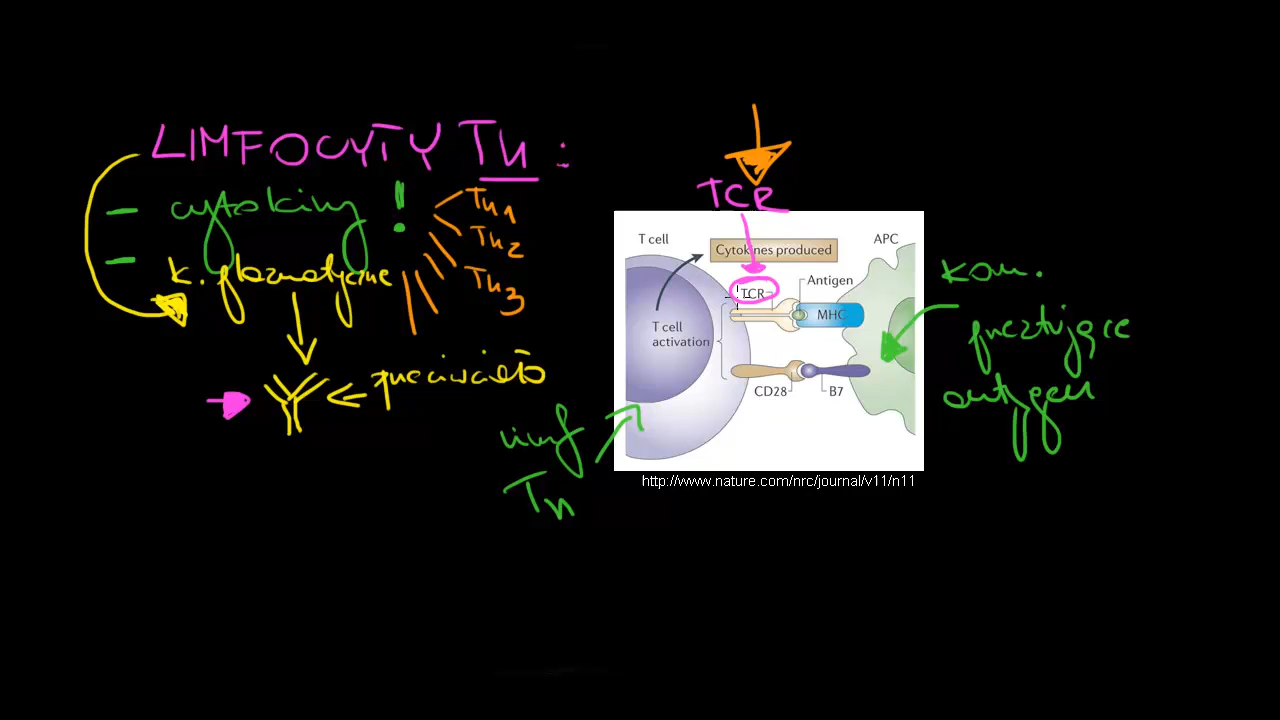 LIMFOCYTY TH :
- cytokiny !
TH1
TH2
TH3
-
k. plazmatyczne
przeciwciało
TCR
T cell
Cytokines produced
APC
TCR
Antigen
MHC
T cell
activation
CD28
B7
kom.
prezentujące
antygen
limf
TH
http://www.nature.com/nrc/journal/v11/n11